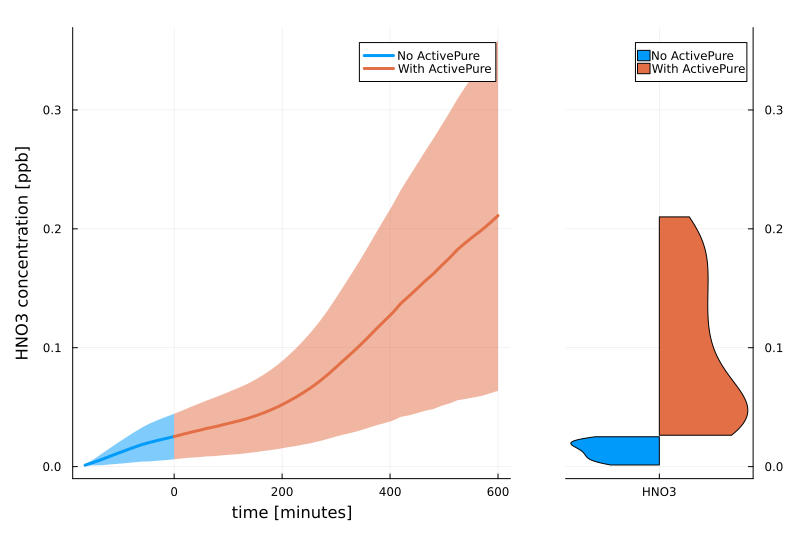 HNO3 concentration [ppb]
0.3
0.2
0.1
0.0
No ActivePure
With ActivePure
0 200 400 600
time [minutes]
No ActivePure
With ActivePure
0.3
0.2
0.1
0.0
HNO3